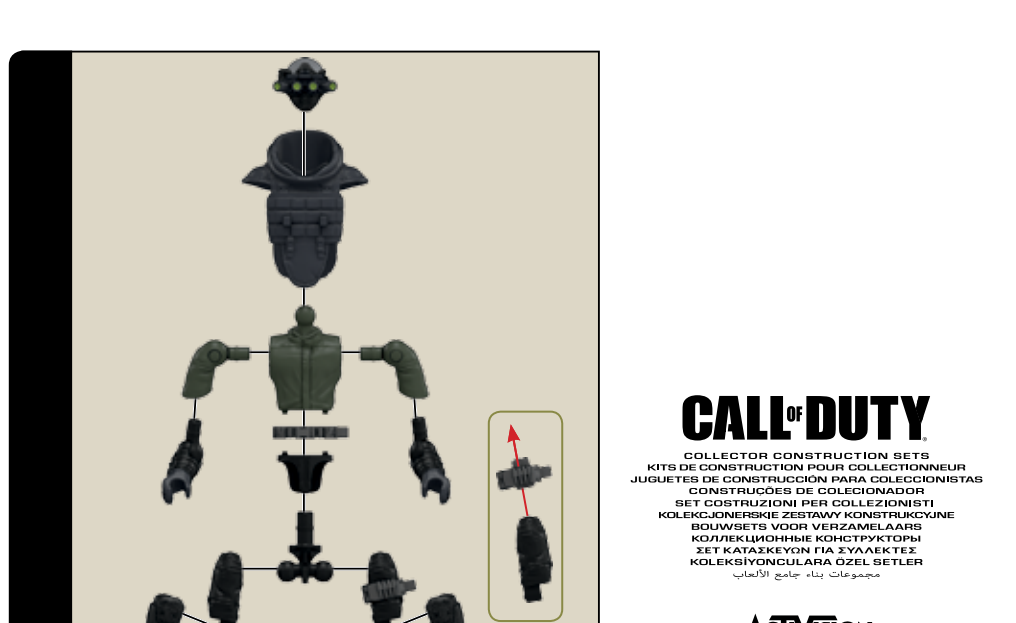 CALL OF DUTY®
COLLECTOR CONSTRUCTION SETS
KITS DE CONSTRUCTION POUR COLLECTIONNEUR
JUGUETES DE CONSTRUCCIÓN PARA COLECCIONISTAS
CONSTRUÇÕES DE COLECIONADOR
SET COSTRUZIONI PER COLLEZIONISTI
KOLEKCJONERSKIE ZESTAWY KONSTRUKCYJNE
BOUWSETS VOOR VERZAMELAARS
КОЛЛЕКЦИОННЫЕ КОНСТРУКТОРЫ
ΣΕΤ ΚΑΤΑΣΚΕΥΩΝ ΓΙΑ ΣΥΛΛΕΚΤΕΣ
KOLEKSİYONCULARA ÖZEL SETLER
مجموعات بناء جامع الألعاب